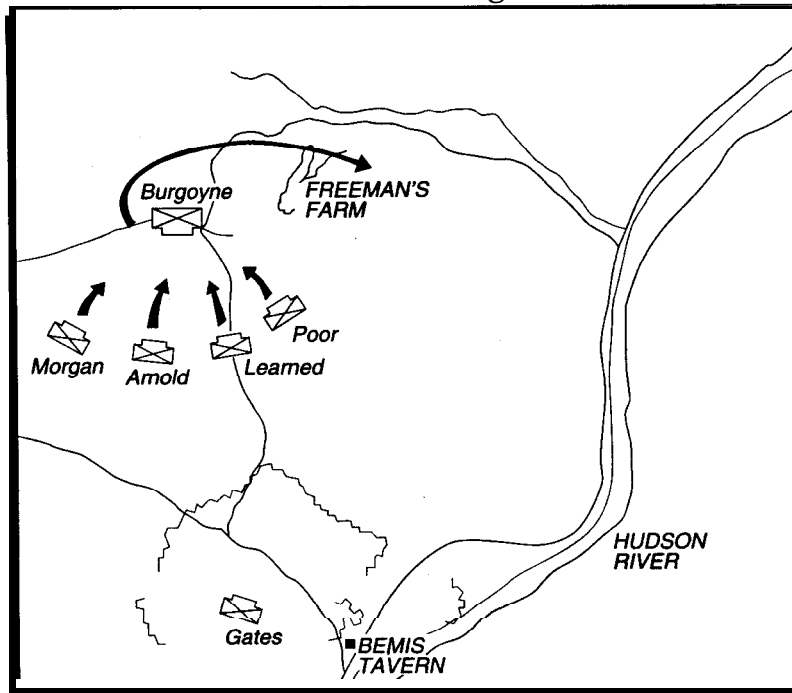 Burgoyne
FREEMAN'S
FARM
Morgan
Arnold
Learned
Poor
HUDSON
RIVER
Gates
BEMIS
TAVERN